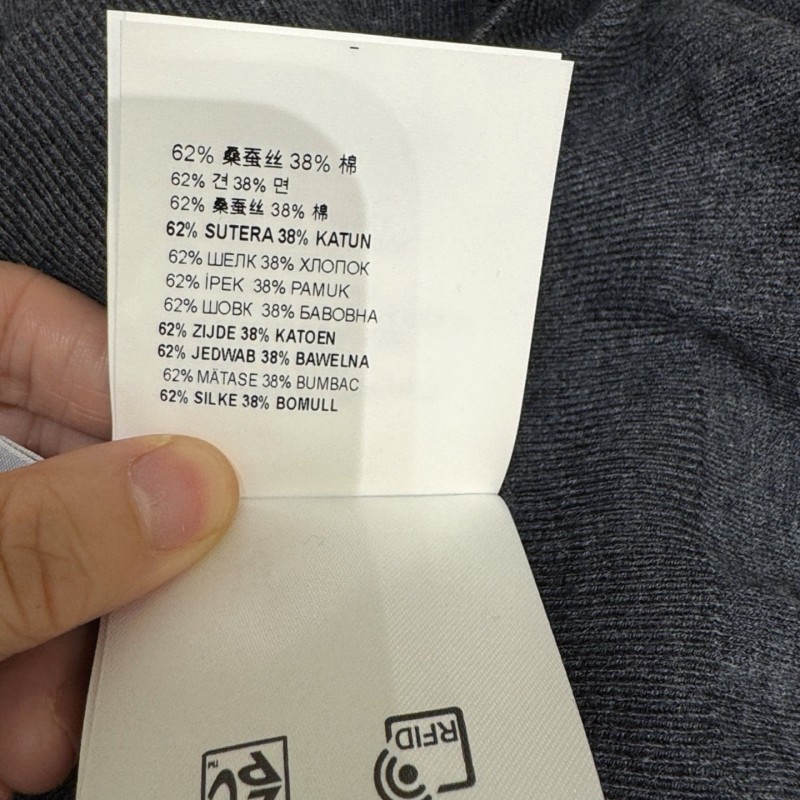 62% 桑蚕丝 38% 棉
62% 견 38% 면
62% 桑蚕丝 38% 棉
62% SUTERA 38% KATUN
62% ШЕЛК 38% ХЛОПОК
62% İPEK 38% PAMUK
62% ШОВК 38% БАВОВНА
62% ZIJDE 38% KATOEN
62% JEDWAB 38% BAWELNA
62% MĂTASE 38% BUMBAC
62% SILKE 38% BOMULL
RFID